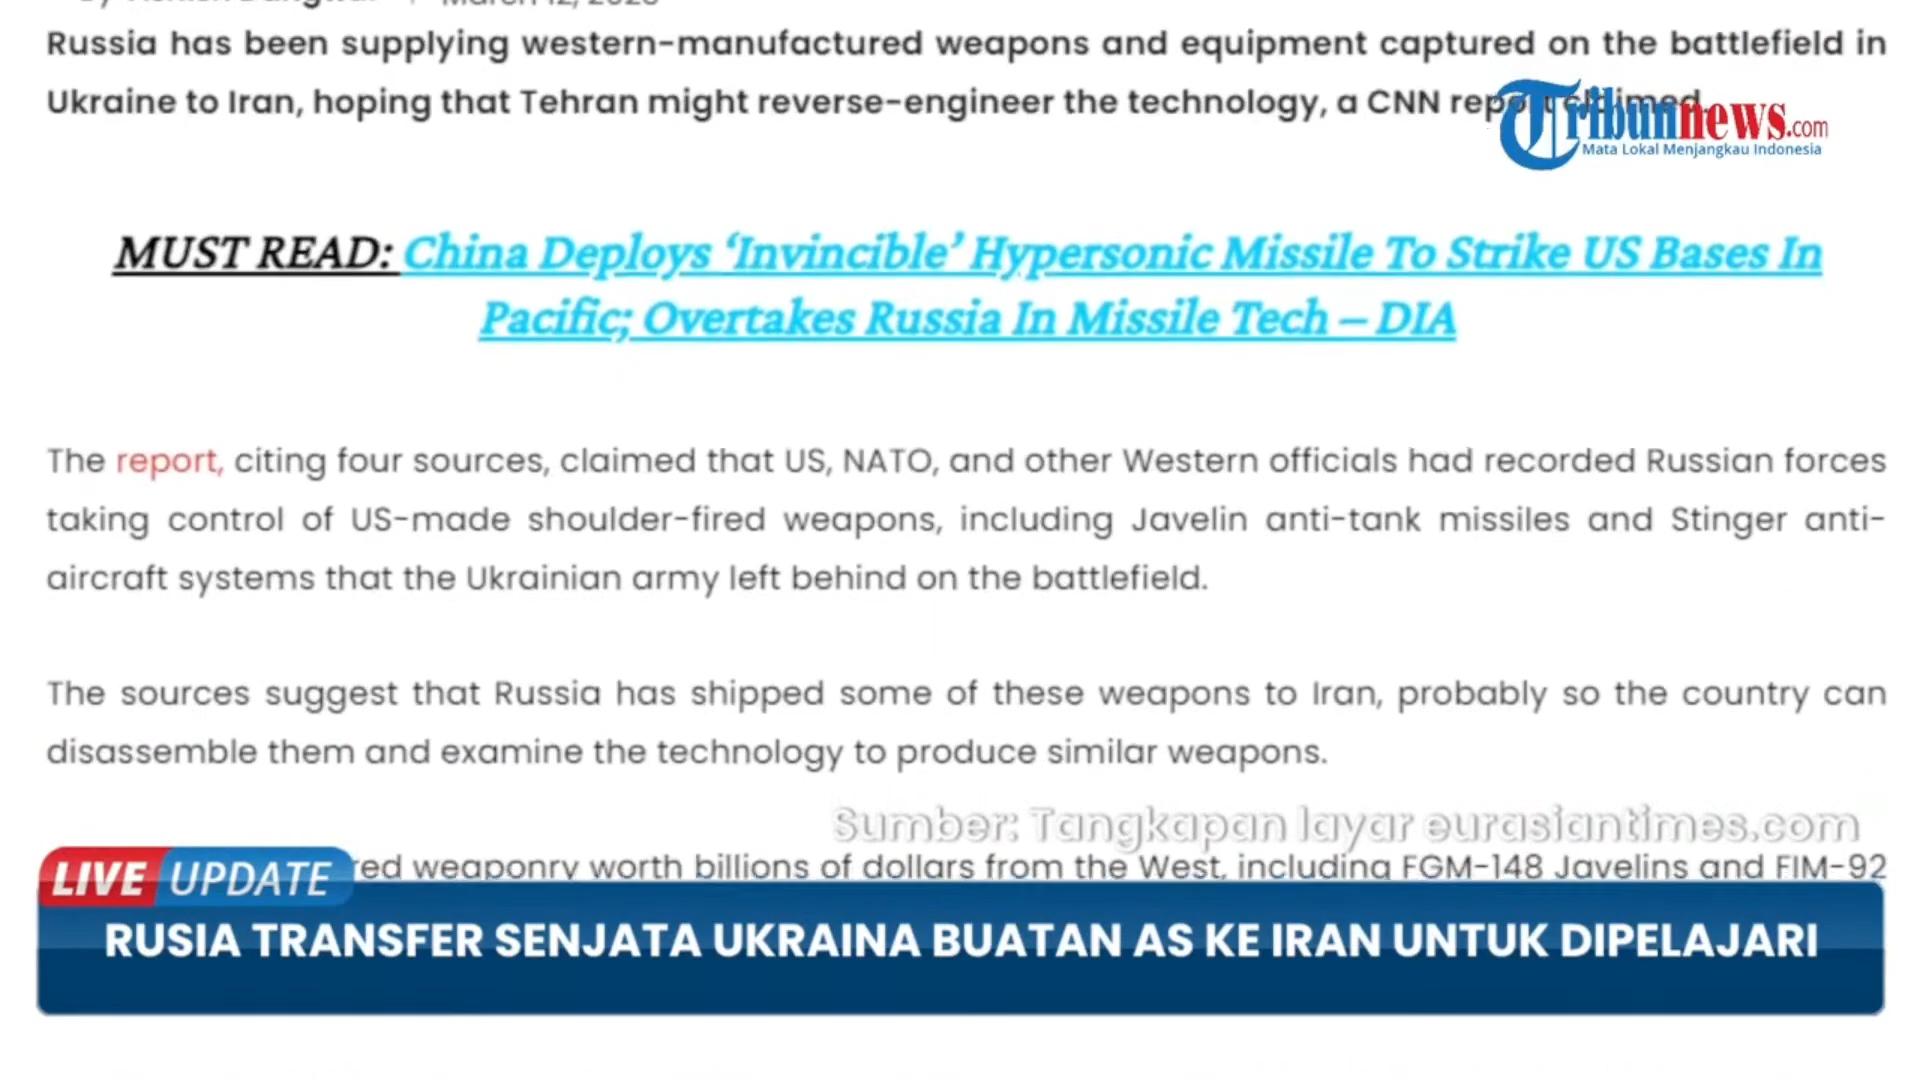 Russia has been supplying western-manufactured weapons and equipment captured on the battlefield in
Ukraine to Iran, hoping that Tehran might reverse-engineer the technology, a CNN report claimed.
Tribunnews.com
Mata Lokal Menjangkau Indonesia
MUST READ: China Deploys ‘Invincible’ Hypersonic Missile To Strike US Bases In
Pacific; Overtakes Russia In Missile Tech – DIA
The report, citing four sources, claimed that US, NATO, and other Western officials had recorded Russian forces
taking control of US-made shoulder-fired weapons, including Javelin anti-tank missiles and Stinger anti-
aircraft systems that the Ukrainian army left behind on the battlefield.
The sources suggest that Russia has shipped some of these weapons to Iran, probably so the country can
disassemble them and examine the technology to produce similar weapons.
Sumber: Tangkapan layar eurasiantimes.com
weaponry worth billions of dollars from the West, including FGM-148 Javelins and FIM-92
LIVE UPDATE
RUSIA TRANSFER SENJATA UKRAINA BUATAN AS KE IRAN UNTUK DIPELAJARI